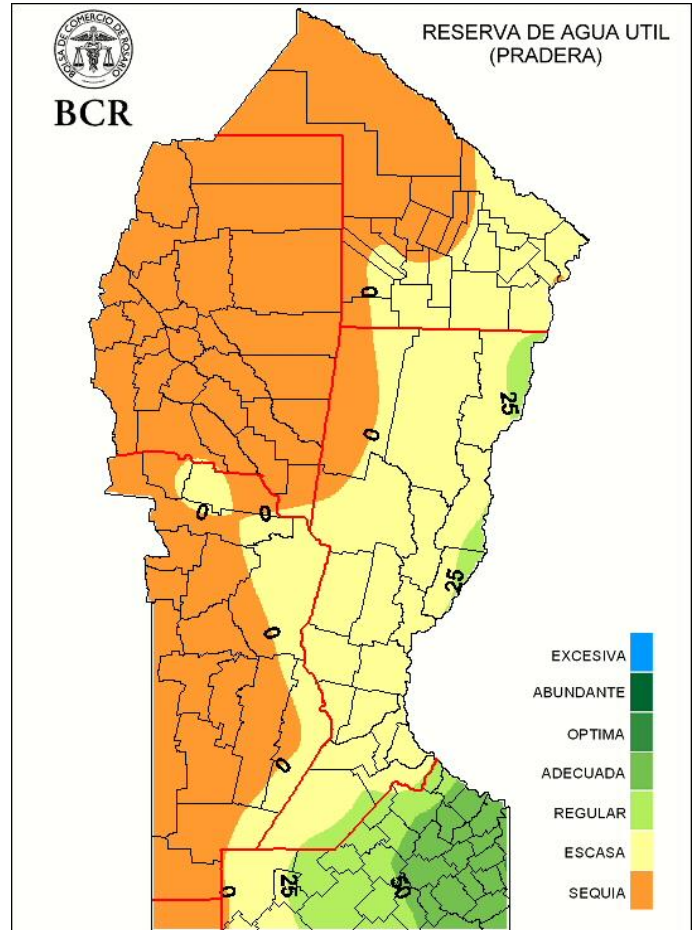 BOLSA DE COMERCIO DE ROSARIO
BCR
RESERVA DE AGUA UTIL
(PRADERA)
0
25
0
0
0
25
0
0
0
25
50
EXCESIVA
ABUNDANTE
OPTIMA
ADECUADA
REGULAR
ESCASA
SEQUIA